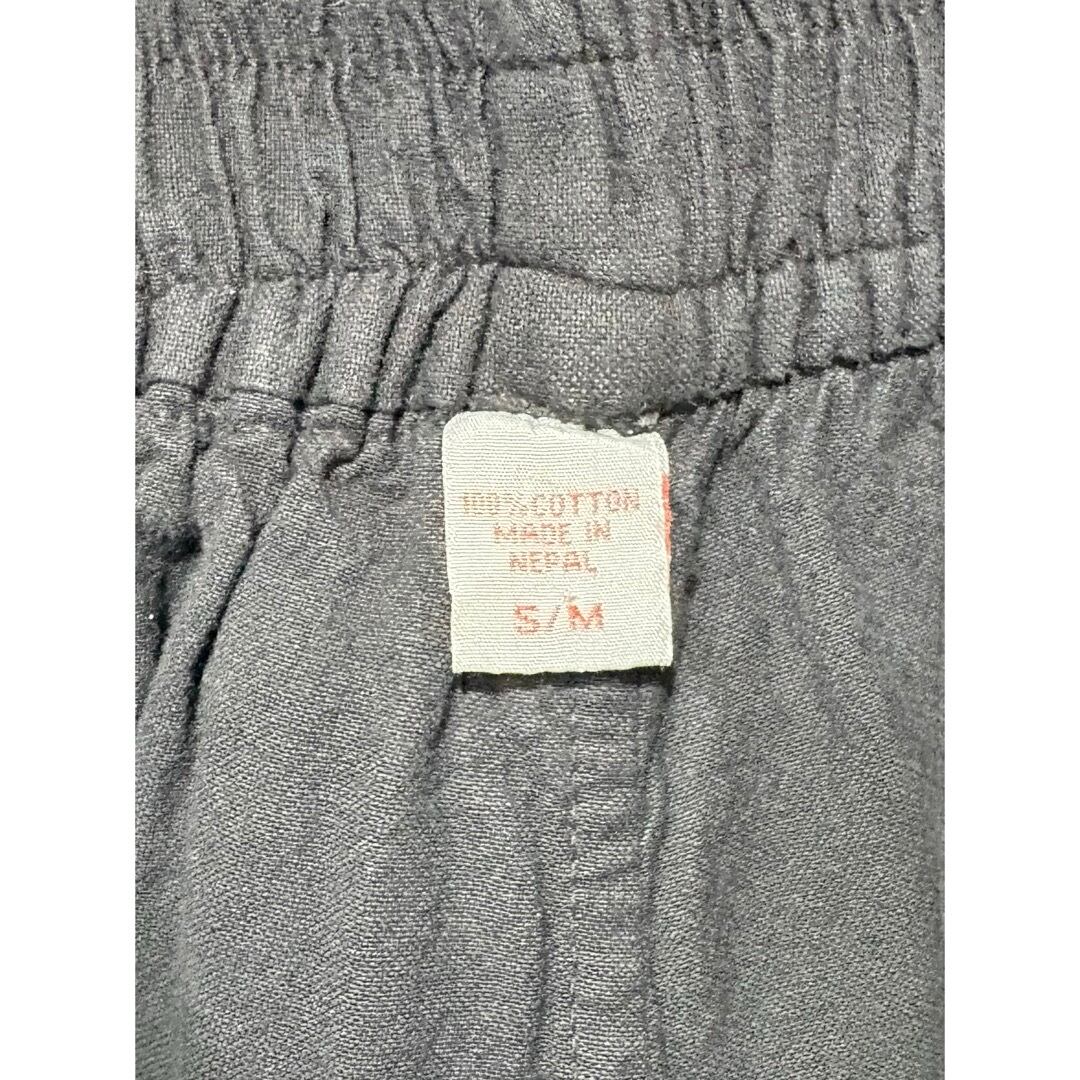 100% COTTON
MADE IN
NEPAL
S/M